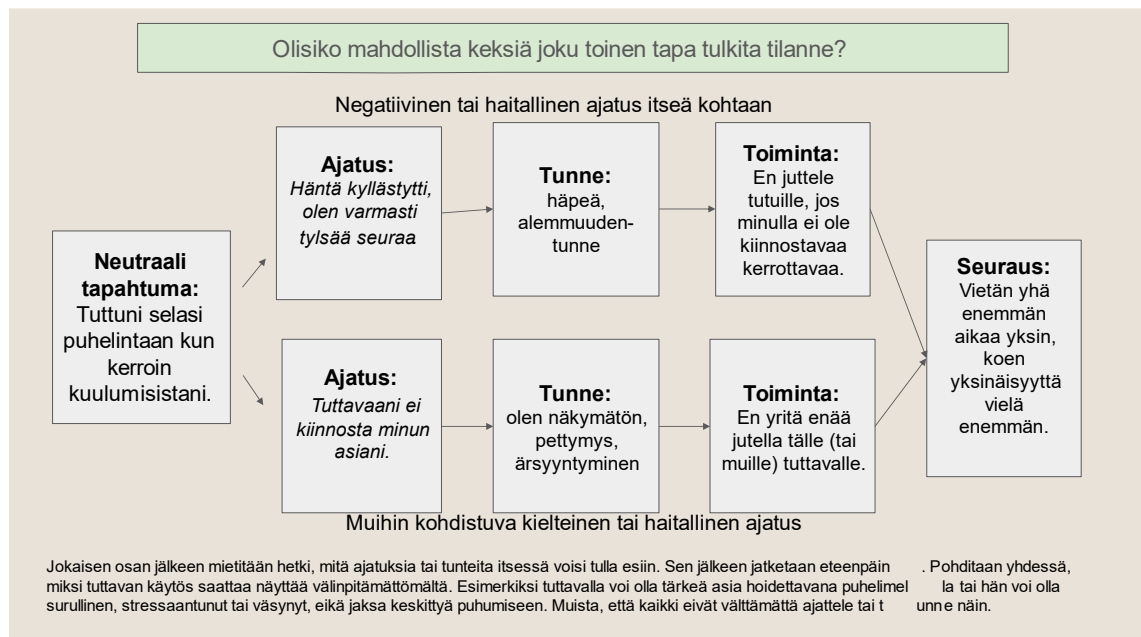 Olisiko mahdollista keksiä joku toinen tapa tulkita tilanne?
Negatiivinen tai haitallinen ajatus itseä kohtaan
Neutraali
tapahtuma:
Tuttuni selasi
puhelintaan kun
kerroin
kuulumisistani.
Ajatus:
Häntä kyllästytti,
olen varmasti
tylsää seuraa.
Tunne:
häpeä,
alemmuuden-
tunne
Toiminta:
En juttele
tutuille, jos
minulla ei ole
kiinnostavaa
kerrottavaa.
Ajatus:
Tuttavaani ei
kiinnosta minun
asiani.
Tunne:
olen näkymätön,
pettymys,
ärsyyntyminen
Toiminta:
En yritä enää
jutella tälle (tai
muille) tuttavalle.
Seuraus:
Vietän yhä
enemmän
aikaa yksin,
koen
yksinäisyyttä
vielä
enemmän.
Muihin kohdistuva kielteinen tai haitallinen ajatus
Jokaisen osan jälkeen mietitään hetki, mitä ajatuksia tai tunteita itsessä voisi tulla esiin. Sen jälkeen jatketaan eteenpäin . Pohditaan yhdessä,
miksi tuttavan käytös saattaa näyttää välinpitämättömältä. Esimerkiksi tuttavalla voi olla tärkeä asia hoidettavana puhelimel la tai hän voi olla
surullinen, stressaantunut tai väsynyt, eikä jaksa keskittyä puhumiseen. Muista, että kaikki eivät välttämättä ajattele tai t unne näin.